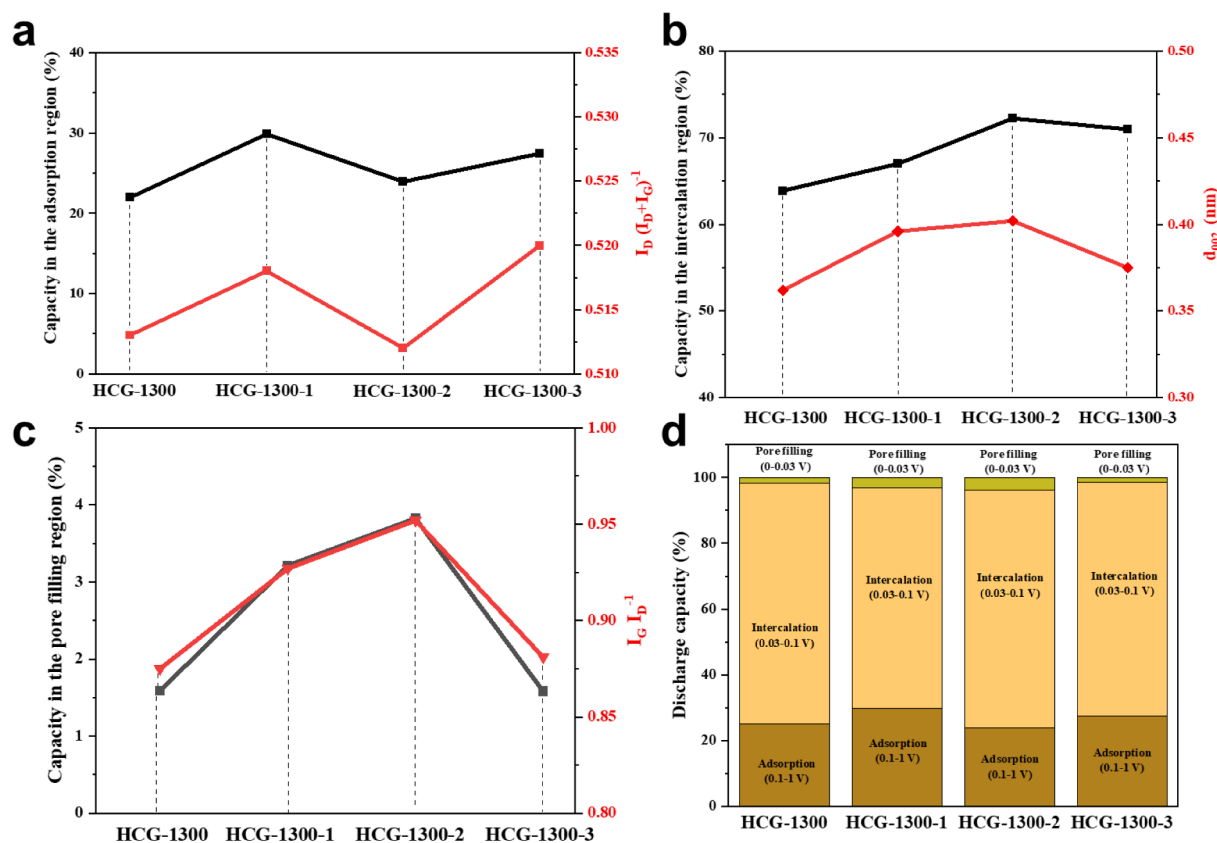 a
Capacity in the adsorption region (%)
40
30
20
10
0
0.535
0.530
0.525
0.520
0.515
0.510
I_D (I_D+I_G)^-1
HCG-1300 HCG-1300-1 HCG-1300-2 HCG-1300-3
b
Capacity in the intercalation region (%)
80
70
60
50
40
0.50
0.45
0.40
0.35
0.30
d_002 (nm)
HCG-1300 HCG-1300-1 HCG-1300-2 HCG-1300-3
c
Capacity in the pore filling region (%)
5
4
3
2
1
0
1.00
0.95
0.90
0.85
0.80
I_G I_D^-1
HCG-1300 HCG-1300-1 HCG-1300-2 HCG-1300-3
d
Discharge capacity (%)
100
80
60
40
20
0
Pore filling
(0-0.03 V)
Intercalation
(0.03-0.1 V)
Adsorption
(0.1-1 V)
Pore filling
(0-0.03 V)
Intercalation
(0.03-0.1 V)
Adsorption
(0.1-1 V)
Pore filling
(0-0.03 V)
Intercalation
(0.03-0.1 V)
Adsorption
(0.1-1 V)
Pore filling
(0-0.03 V)
Intercalation
(0.03-0.1 V)
Adsorption
(0.1-1 V)
HCG-1300 HCG-1300-1 HCG-1300-2 HCG-1300-3